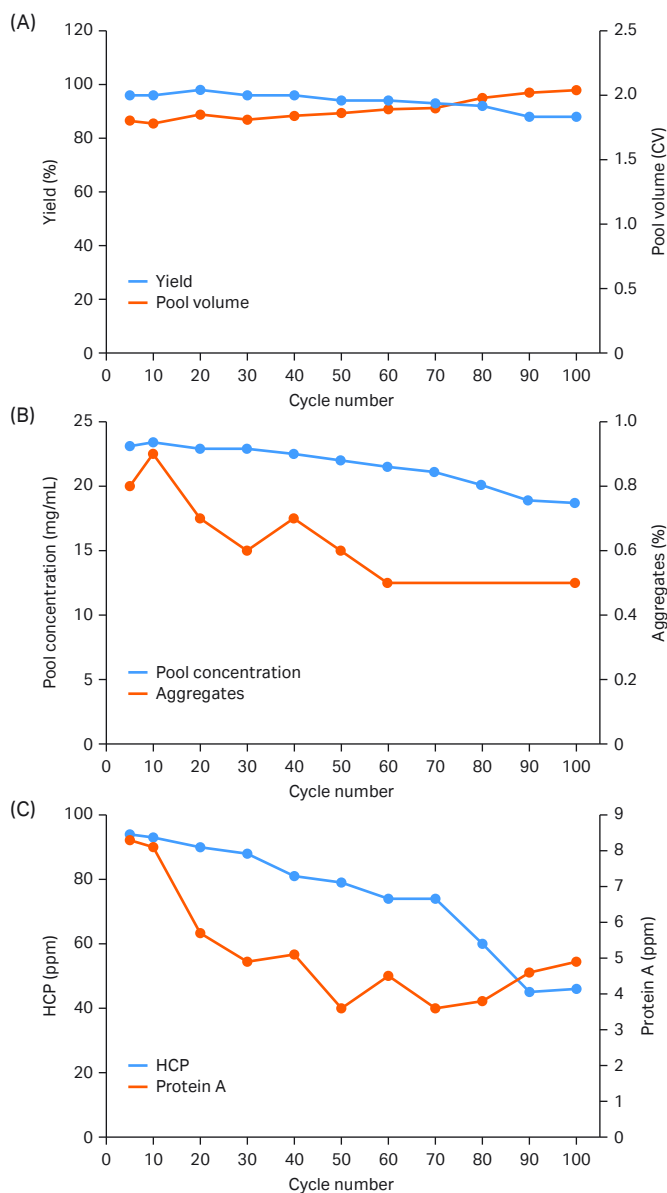 (A)
120
100
80
60
40
20
0
Yield (%)
2.5
2.0
1.5
1.0
0.5
0
Pool volume (CV)
Yield
Pool volume
0 10 20 30 40 50 60 70 80 90 100
Cycle number
(B)
25
20
15
10
5
0
Pool concentration (mg/mL)
1.0
0.8
0.6
0.4
0.2
0
Aggregates (%)
Pool concentration
Aggregates
0 10 20 30 40 50 60 70 80 90 100
Cycle number
(C)
100
80
60
40
20
0
HCP (ppm)
9
8
7
6
5
4
3
2
1
0
Protein A (ppm)
HCP
Protein A
0 10 20 30 40 50 60 70 80 90 100
Cycle number